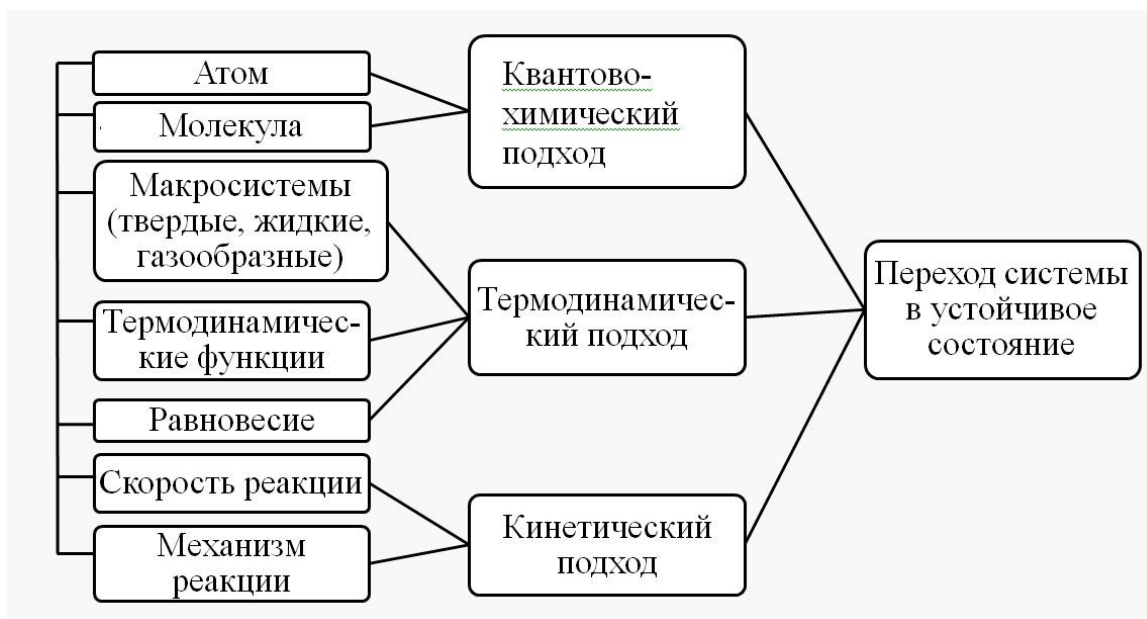 Атом
Молекула
Макросистемы
(твердые, жидкие,
газообразные)
Термодинамичес-
кие функции
Равновесие
Скорость реакции
Механизм
реакции
Квантово-
химический
подход
Термодинамичес-
кий подход
Кинетический
подход
Переход системы
в устойчивое
состояние